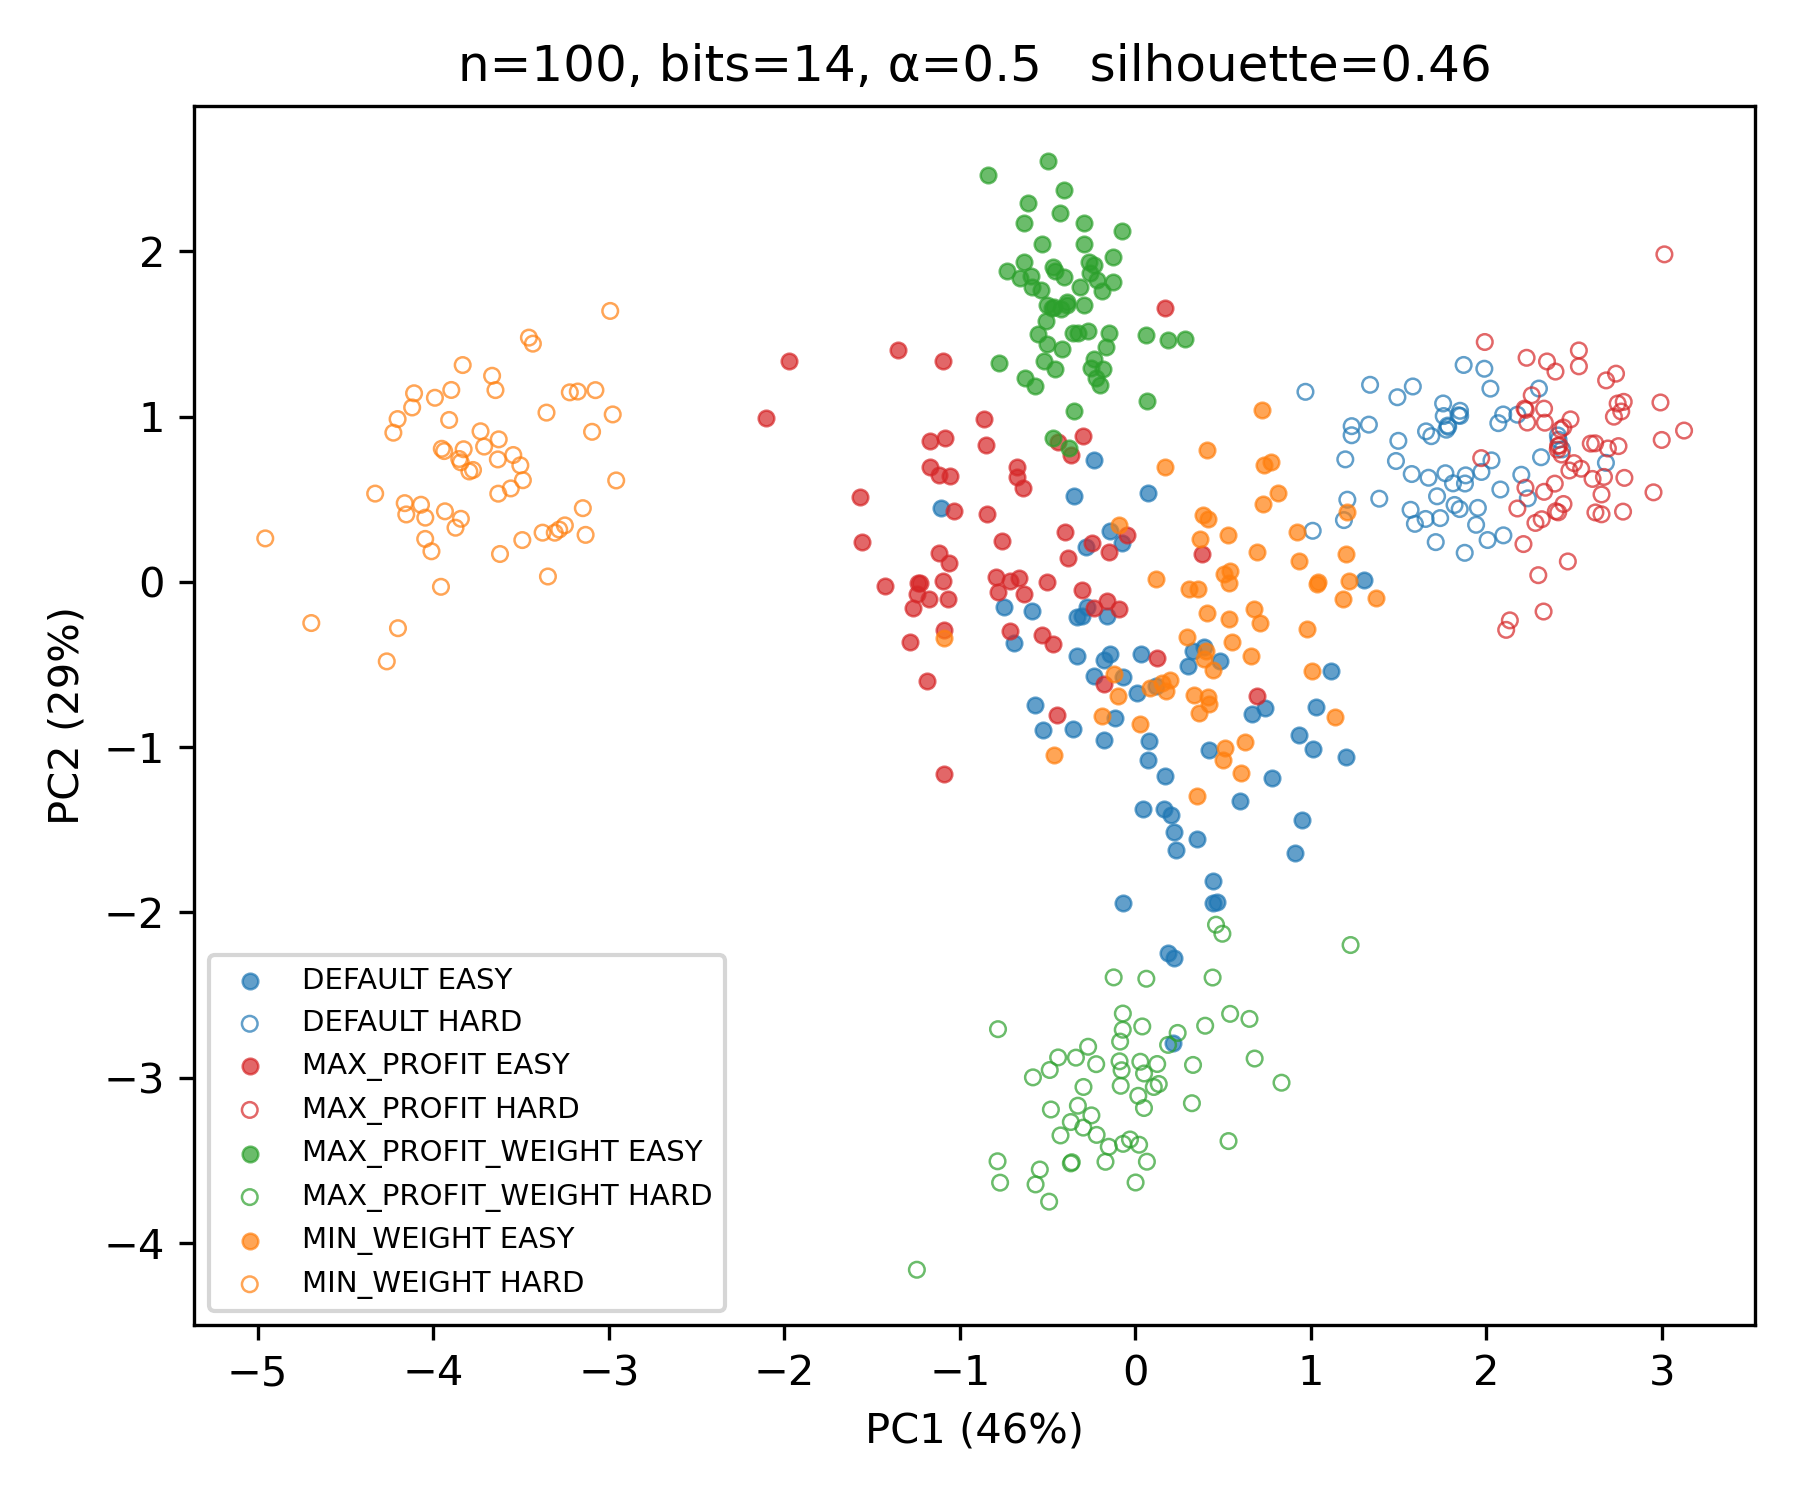 n=100, bits=14, α=0.5   silhouette=0.46
PC2 (29%)
2
1
0
−1
−2
−3
−4
DEFAULT EASY
DEFAULT HARD
MAX_PROFIT EASY
MAX_PROFIT HARD
MAX_PROFIT_WEIGHT EASY
MAX_PROFIT_WEIGHT HARD
MIN_WEIGHT EASY
MIN_WEIGHT HARD
−5 −4 −3 −2 −1 0 1 2 3
PC1 (46%)